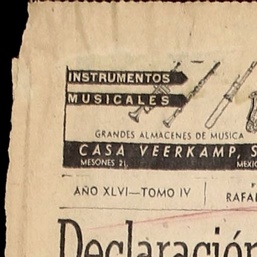 INSTRUMENTOS
MUSICALES
GRANDES ALMACENES DE MUSICA
CASA VEERKAMP, S
MESONES 21,
AÑO XLVI—TOMO IV
Declaración